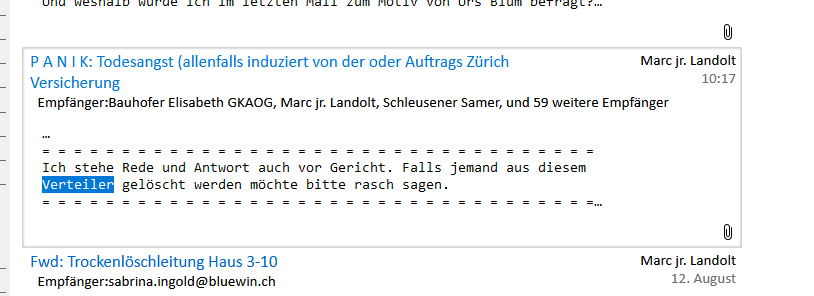 Und weshalb wurde ich im letzten Mail zum Motiv von Urs Blum befragt?…
P A N I K: Todesangst (allenfalls induziert von der oder Auftrags Zürich Versicherung
Marc jr. Landolt
10:17
Empfänger:Bauhofer Elisabeth GKAOG, Marc jr. Landolt, Schleusener Samer, und 59 weitere Empfänger
…
= = = = = = = = = = = = = = = = = = = = = = = = = = = = = = = = = = =
Ich stehe Rede und Antwort auch vor Gericht. Falls jemand aus diesem
Verteiler gelöscht werden möchte bitte rasch sagen.
= = = = = = = = = = = = = = = = = = = = = = = = = = = = = = = = = = =…
Fwd: Trockenlöschleitung Haus 3-10
Marc jr. Landolt
Empfänger:sabrina.ingold@bluewin.ch
12. August